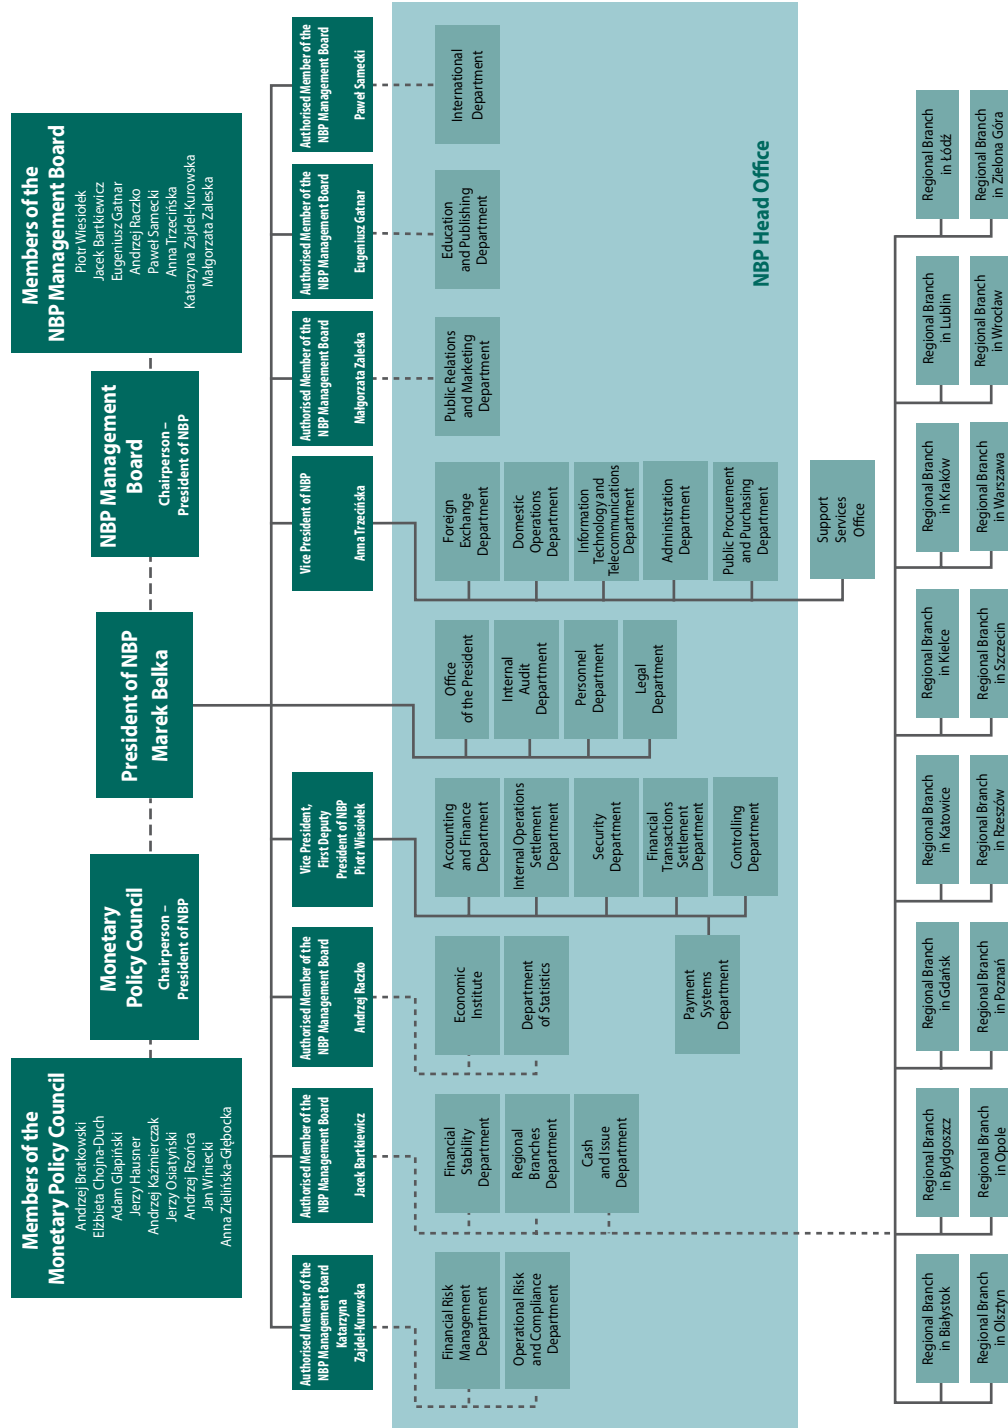 Members of the
Monetary Policy Council
Andrzej Bratkowski
Elżbieta Chojna-Duch
Adam Glapiński
Jerzy Hausner
Andrzej Kaźmierczak
Jerzy Osiatyński
Andrzej Rzońca
Jan Winiecki
Anna Zielińska-Głębocka
Monetary
Policy Council
Chairperson –
President of NBP
President of NBP
Marek Belka
NBP Management
Board
Chairperson –
President of NBP
Members of the
NBP Management Board
Piotr Wiesiołek
Jacek Bartkiewicz
Eugeniusz Gatnar
Andrzej Raczko
Paweł Samecki
Anna Trzecińska
Katarzyna Zajdel-Kurowska
Małgorzata Zaleska
Authorised Member of the
NBP Management Board
Katarzyna
Zajdel-Kurowska
Authorised Member of the
NBP Management Board
Jacek Bartkiewicz
Authorised Member of the
NBP Management Board
Andrzej Raczko
Vice President,
First Deputy
President of NBP
Piotr Wiesiołek
Vice President of NBP
Anna Trzecińska
Authorised Member of the
NBP Management Board
Małgorzata Zaleska
Authorised Member of the
NBP Management Board
Eugeniusz Gatnar
Authorised Member of the
NBP Management Board
Paweł Samecki
Financial Risk
Management
Department
Operational Risk
and Compliance
Department
Financial
Stability
Department
Regional
Branches
Department
Cash
and Issue
Department
Economic
Institute
Department
of Statistics
Accounting
and Finance
Department
Internal Operations
Settlement
Department
Security
Department
Financial
Transactions
Settlement
Department
Controlling
Department
Payment
Systems
Department
Office
of the President
Internal
Audit
Department
Personnel
Department
Legal
Department
Foreign
Exchange
Department
Domestic
Operations
Department
Information
Technology and
Telecommunications
Department
Administration
Department
Public Procurement
and Purchasing
Department
Support
Services
Office
Public Relations
and Marketing
Department
Education
and Publishing
Department
International
Department
NBP Head Office
Regional Branch
in Białystok
Regional Branch
in Bydgoszcz
Regional Branch
in Gdańsk
Regional Branch
in Katowice
Regional Branch
in Kielce
Regional Branch
in Kraków
Regional Branch
in Lublin
Regional Branch
in Łódź
Regional Branch
in Olsztyn
Regional Branch
in Opole
Regional Branch
in Poznań
Regional Branch
in Rzeszów
Regional Branch
in Szczecin
Regional Branch
in Warszawa
Regional Branch
in Wrocław
Regional Branch
in Zielona Góra